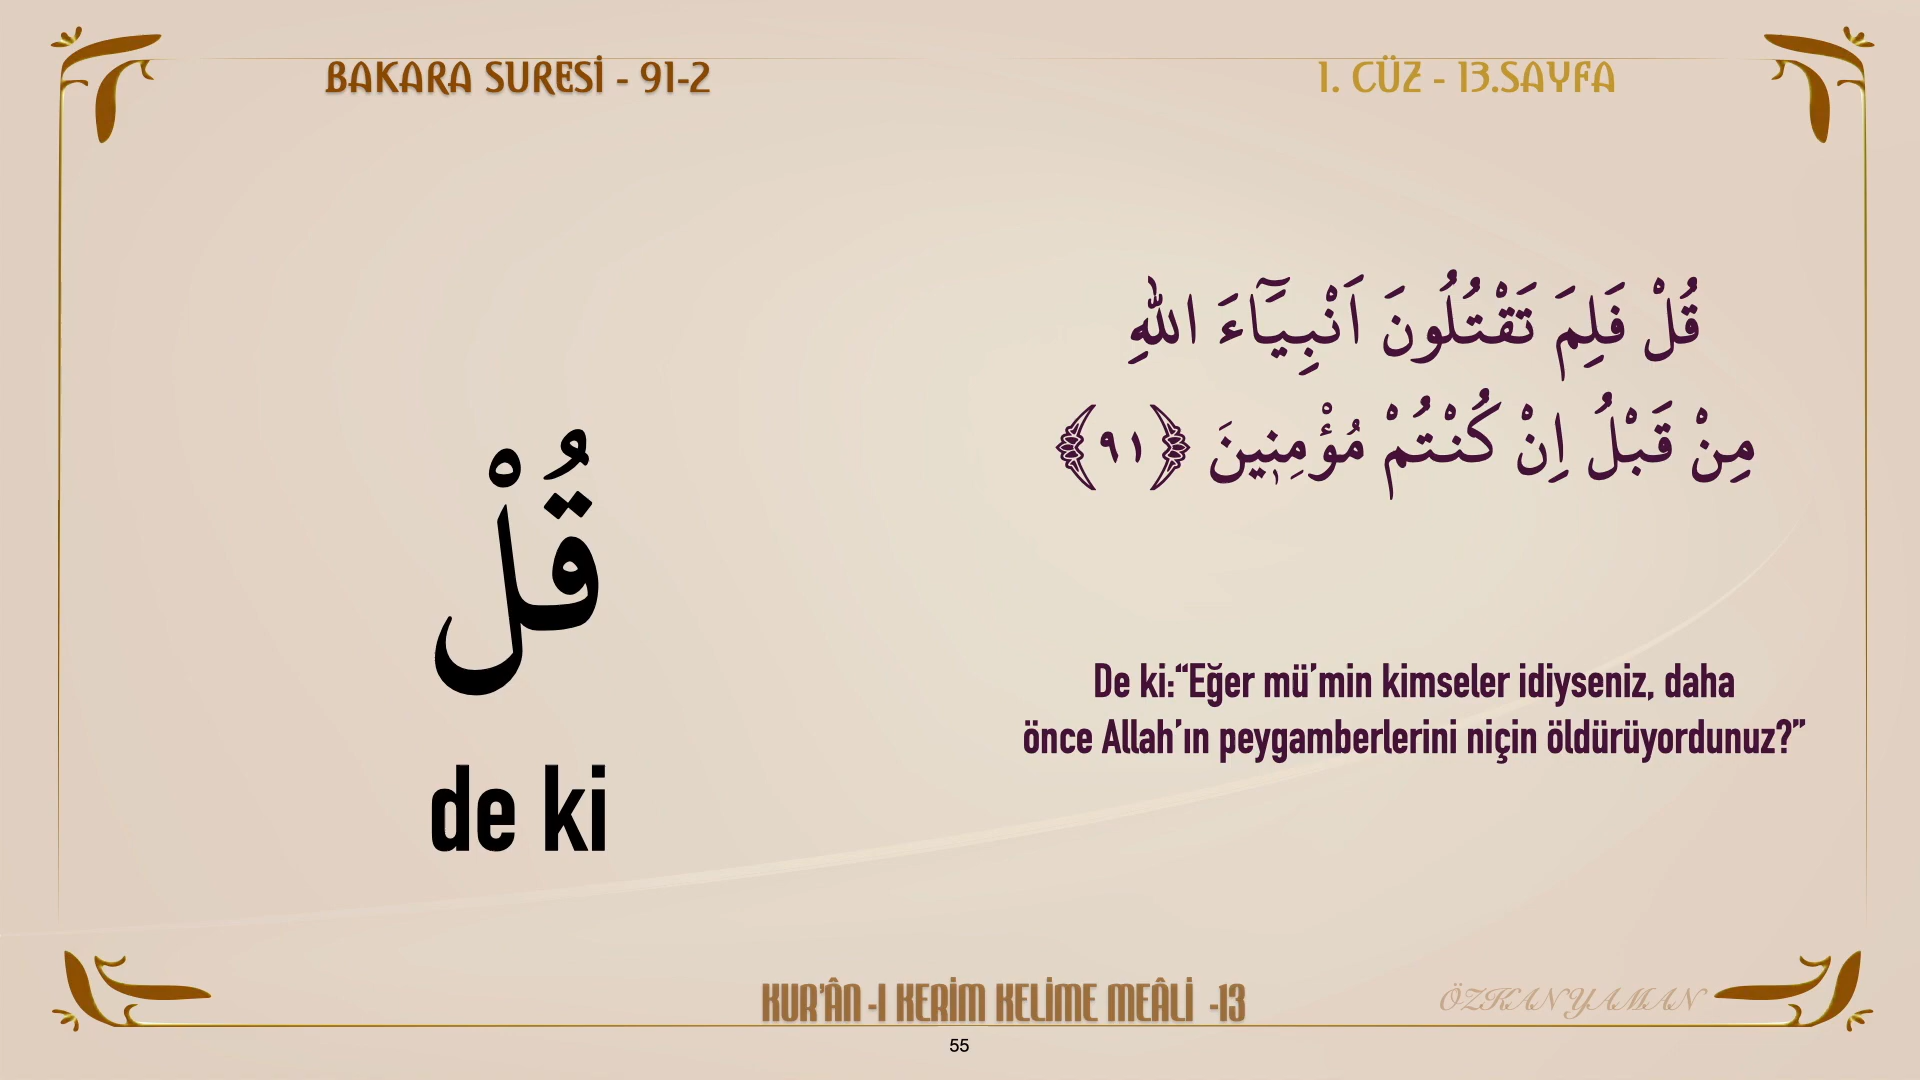 BAKARA SURESİ - 91-2
1. CÜZ - 13.SAYFA
قُلْ فَلِمَ تَقْتُلُونَ اَنْبِيَٓاءَ اللّٰهِ
مِنْ قَبْلُ اِنْ كُنْتُمْ مُؤْمِن۪ينَ ﴿٩١﴾
قُلْ
de ki
De ki:“Eğer mü’min kimseler idiyseniz, daha
önce Allah’ın peygamberlerini niçin öldürüyordunuz?”
KUR’ÂN -I KERİM KELİME MEÂLİ -13
ÖZKAN YAMAN
55